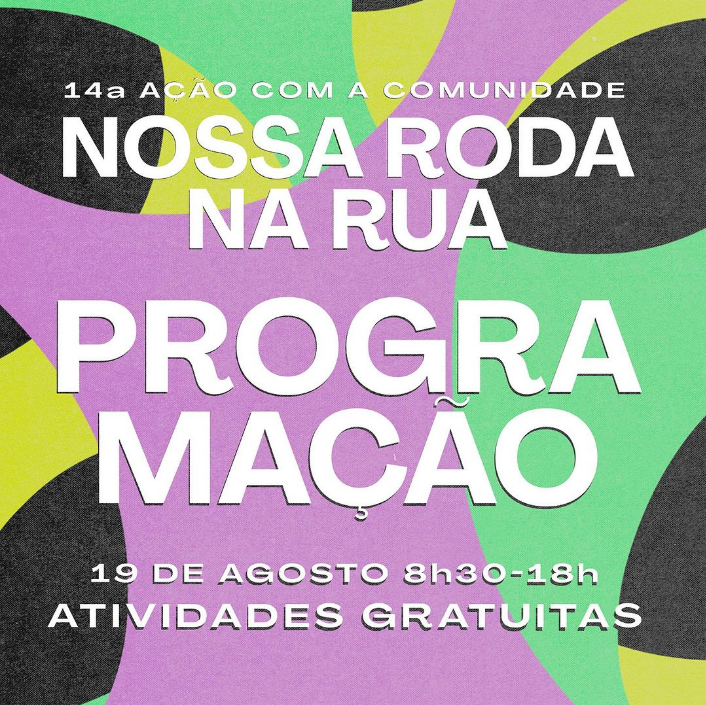 14a AÇÃO COM A COMUNIDADE
NOSSA RODA
NA RUA
PROGRA
MAÇÃO
19 DE AGOSTO 8h30-18h
ATIVIDADES GRATUITAS